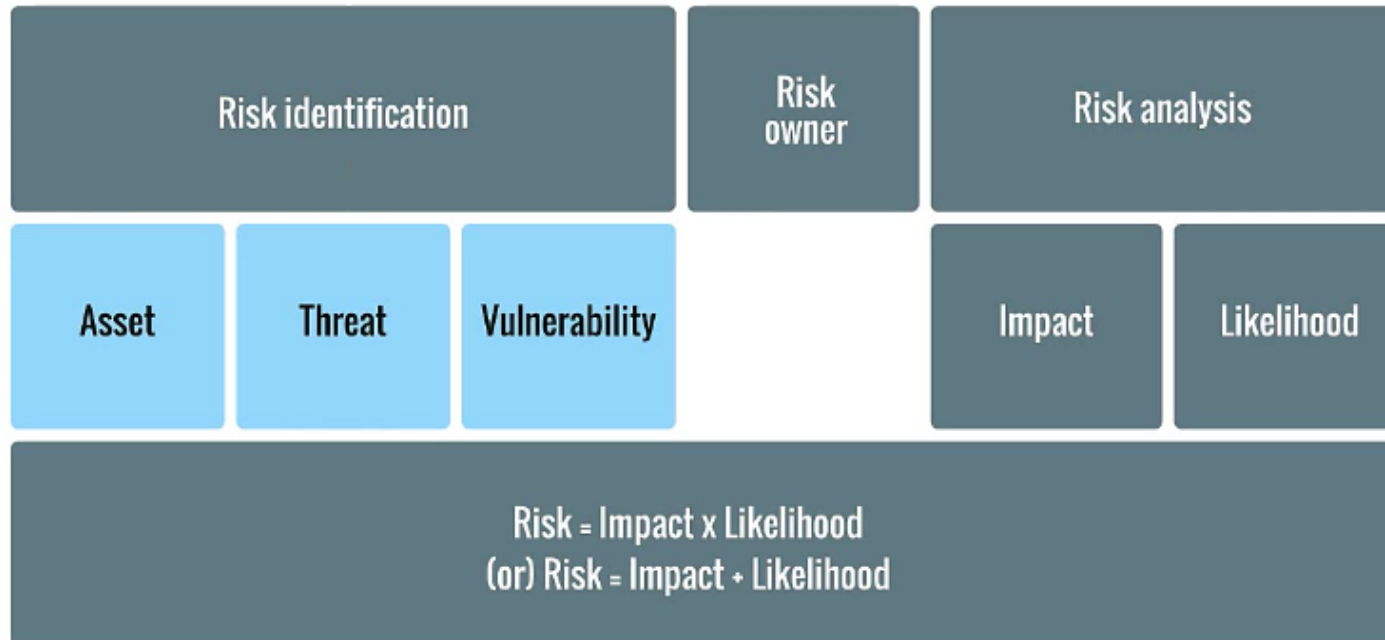 Risk identification
Risk
owner
Risk analysis
Asset
Threat
Vulnerability
Impact
Likelihood
Risk = Impact x Likelihood
(or) Risk = Impact + Likelihood